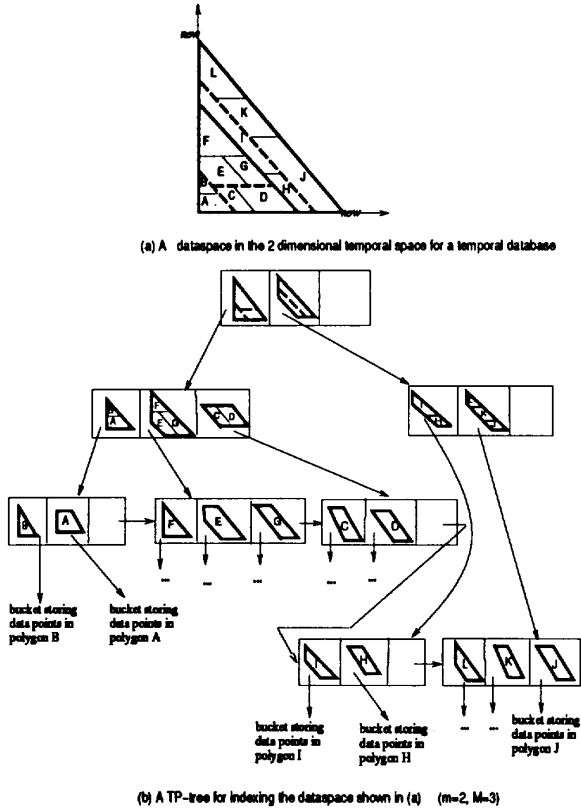 now
L
K
I
F
E
G
J
B
H
A
C
D
now
(a) A dataspace in the 2 dimensional temporal space for a temporal database
B
A
F
E
G
C
D
I
H
L
K
J
B
A
F
E
G
C
D
... ... ... ... ...
bucket storing
data points in
polygon B
bucket storing
data points in
polygon A
I
H
L
K
J
... ...
bucket storing
data points in
polygon I
bucket storing
data points in
polygon H
bucket storing
data points in
polygon J
(b) A TP-tree for indexing the dataspace shown in (a) (m=2, M=3)